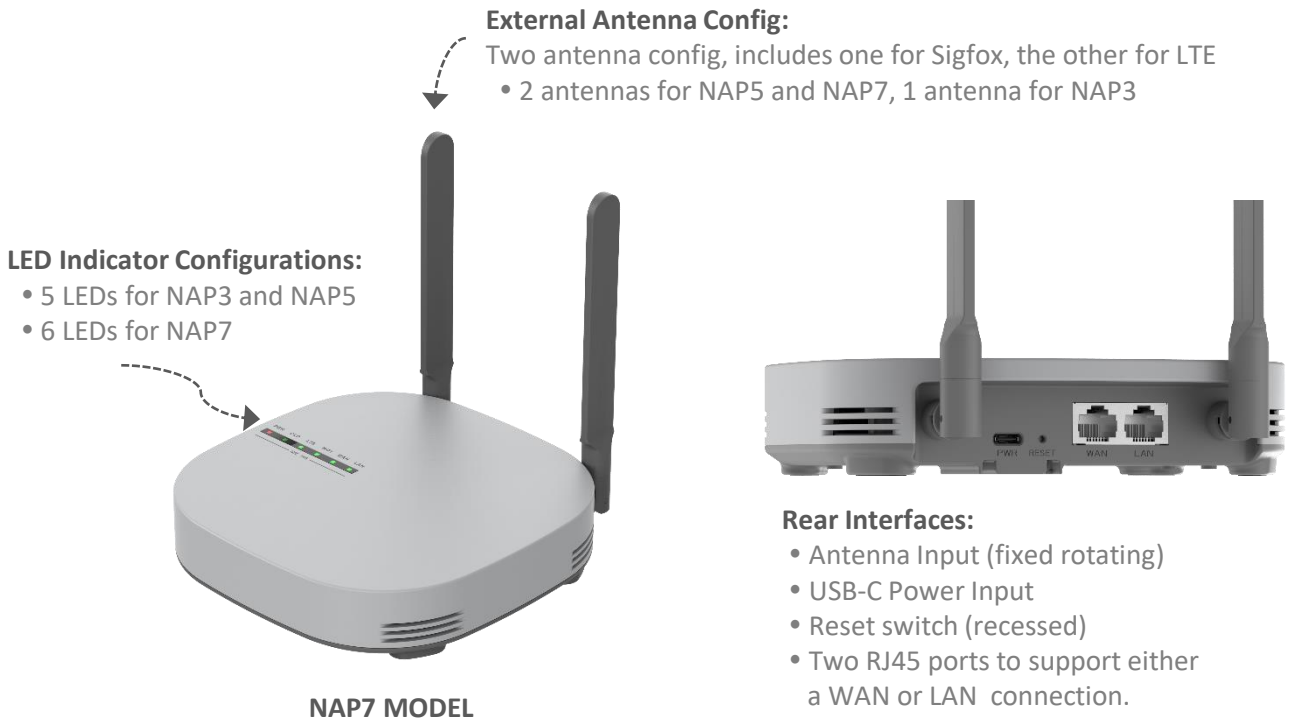 External Antenna Config:
Two antenna config, includes one for Sigfox, the other for LTE
• 2 antennas for NAP5 and NAP7, 1 antenna for NAP3
LED Indicator Configurations:
• 5 LEDs for NAP3 and NAP5
• 6 LEDs for NAP7
PWR RESET WAN LAN
Rear Interfaces:
• Antenna Input (fixed rotating)
• USB-C Power Input
• Reset switch (recessed)
• Two RJ45 ports to support either
a WAN or LAN connection.
NAP7 MODEL